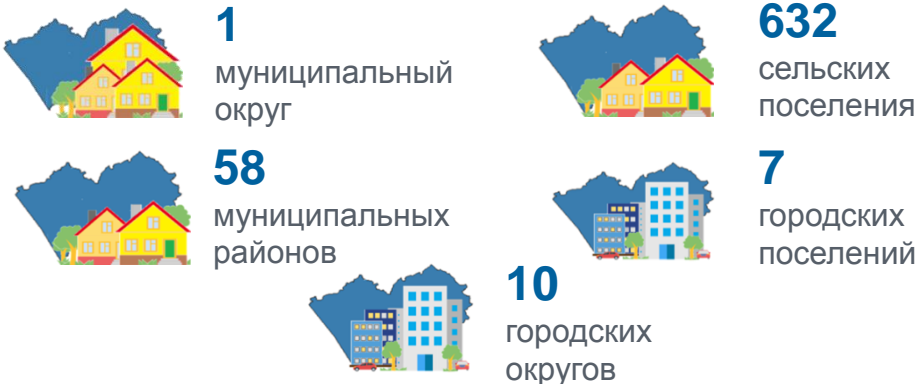 1
муниципальный
округ
632
сельских
поселения
58
муниципальных
районов
7
городских
поселений
10
городских
округов